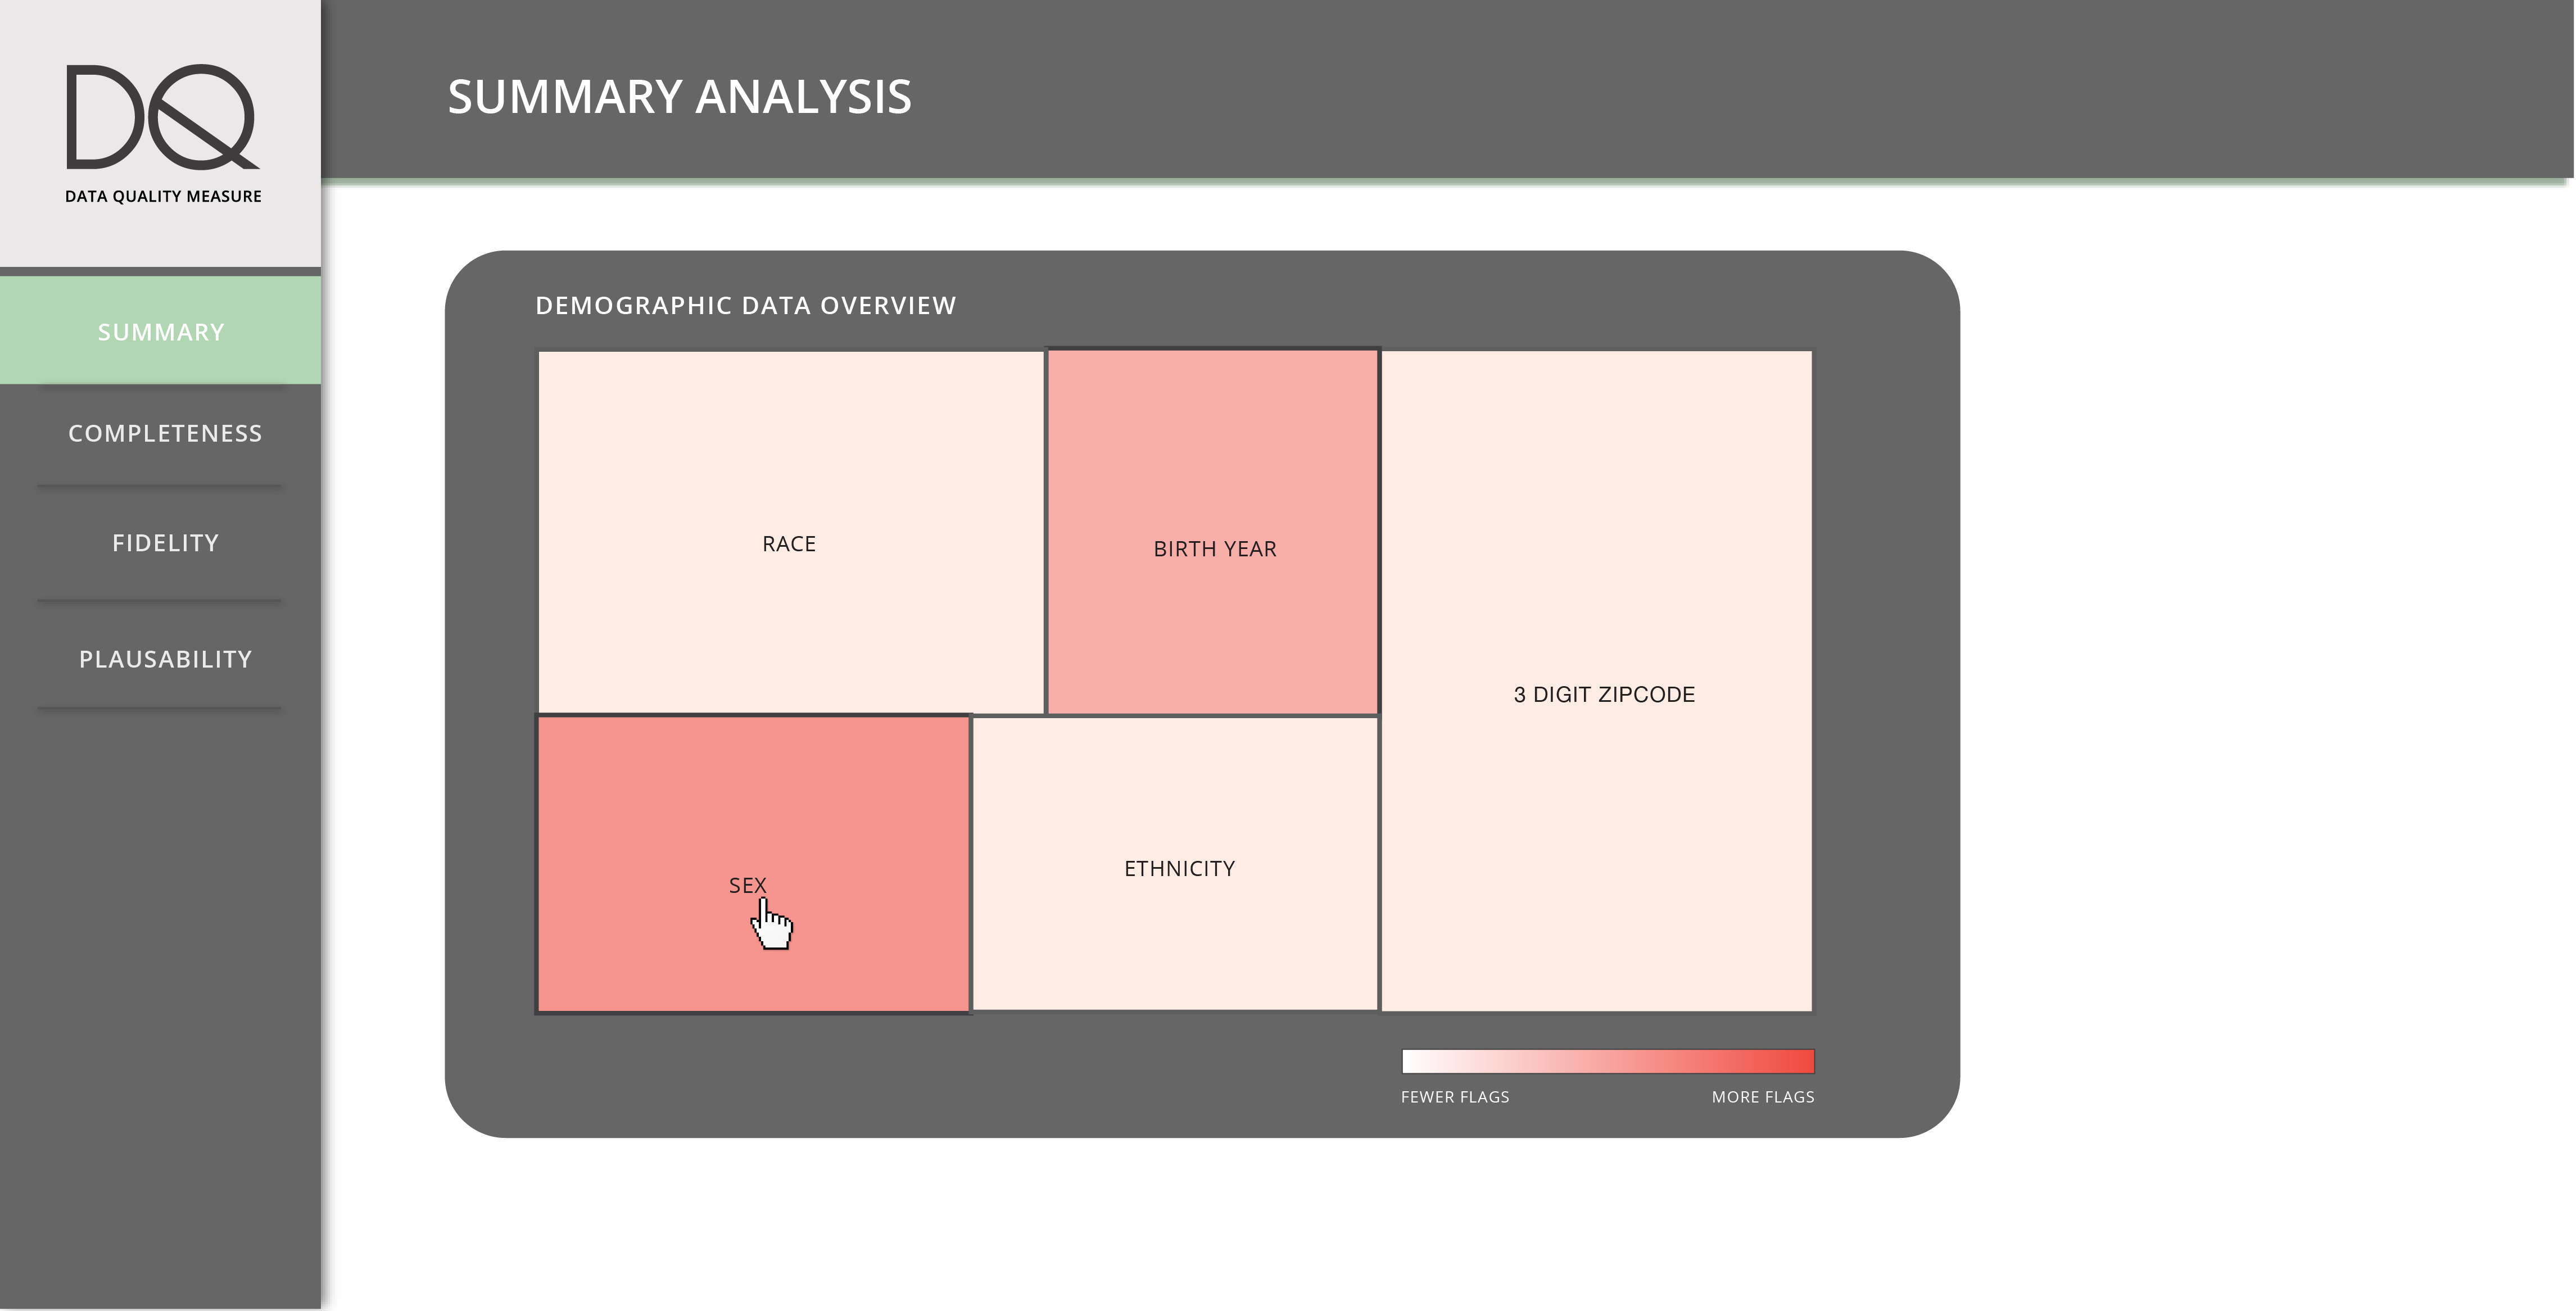 DQ
DATA QUALITY MEASURE
SUMMARY
COMPLETENESS
FIDELITY
PLAUSABILITY
SUMMARY ANALYSIS
DEMOGRAPHIC DATA OVERVIEW
RACE
BIRTH YEAR
3 DIGIT ZIPCODE
SEX
ETHNICITY
FEWER FLAGS
MORE FLAGS